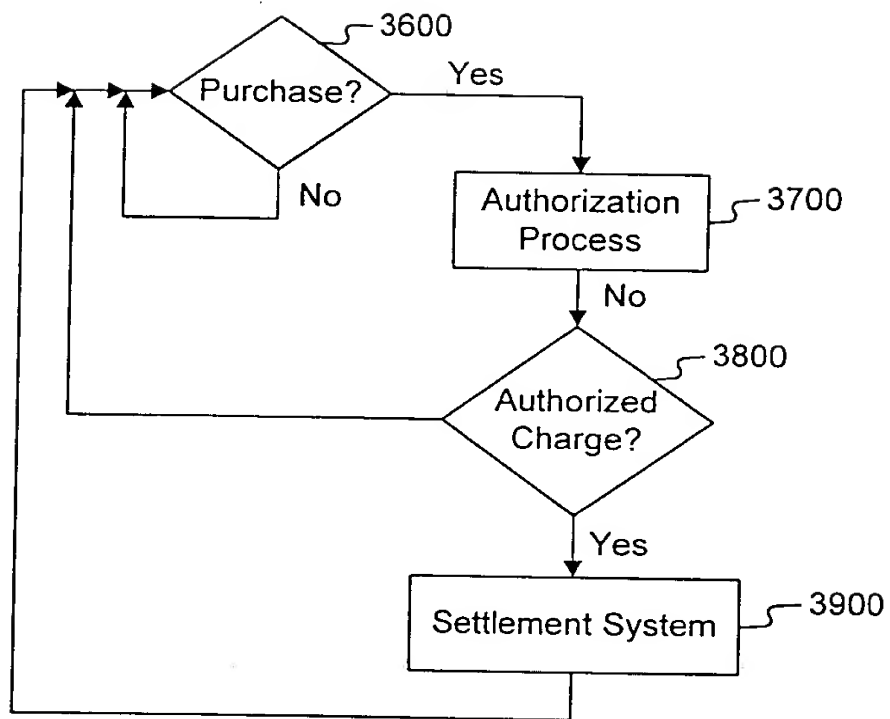 3600
Purchase?
Yes
No
Authorization
Process
3700
No
3800
Authorized
Charge?
Yes
Settlement System
3900